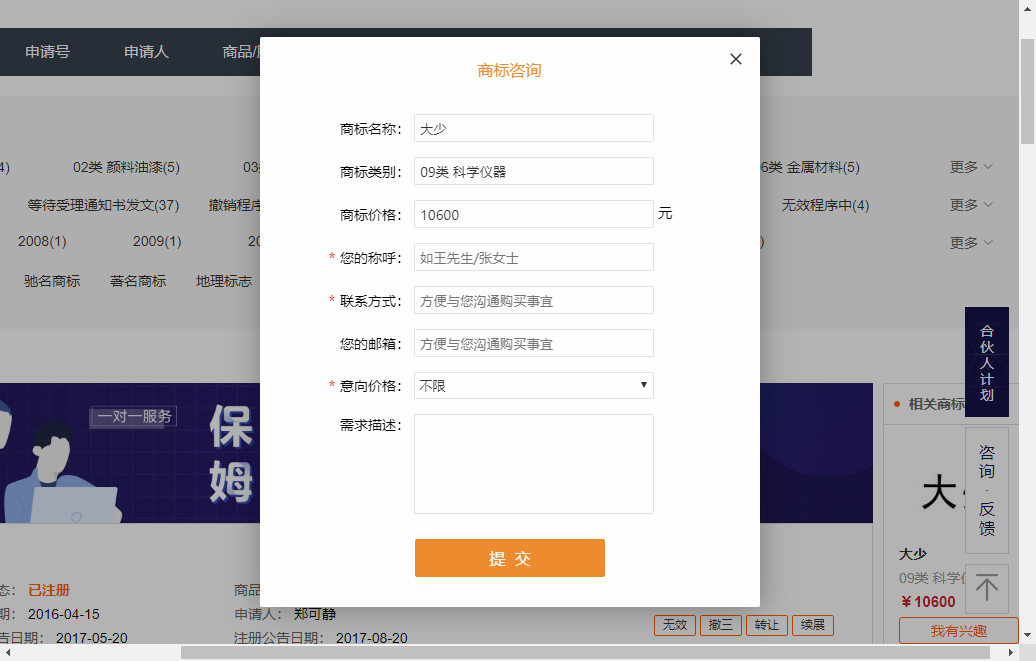 申请号 申请人 商品/
商标咨询
商标名称： 大少
商标类别： 09类 科学仪器
商标价格： 10600 元
* 您的称呼： 如王先生/张女士
* 联系方式： 方便与您沟通购买事宜
您的邮箱： 方便与您沟通购买事宜
* 意向价格： 不限
需求描述：
提 交
4) 02类 颜料油漆(5) 03 6类 金属材料(5) 更多
等待受理通知书发文(37) 撤销程序 无效程序中(4) 更多
2008(1) 2009(1) 20 ) 更多
驰名商标 著名商标 地理标志
合伙人计划
一对一服务
保
姆
相关商标
咨询·反馈
大
大少
09类 科学
￥10600
我有兴趣
态： 已注册 商品
期： 2016-04-15 申请人： 郑可静
告日期： 2017-05-20 注册公告日期： 2017-08-20
无效 撤三 转让 续展